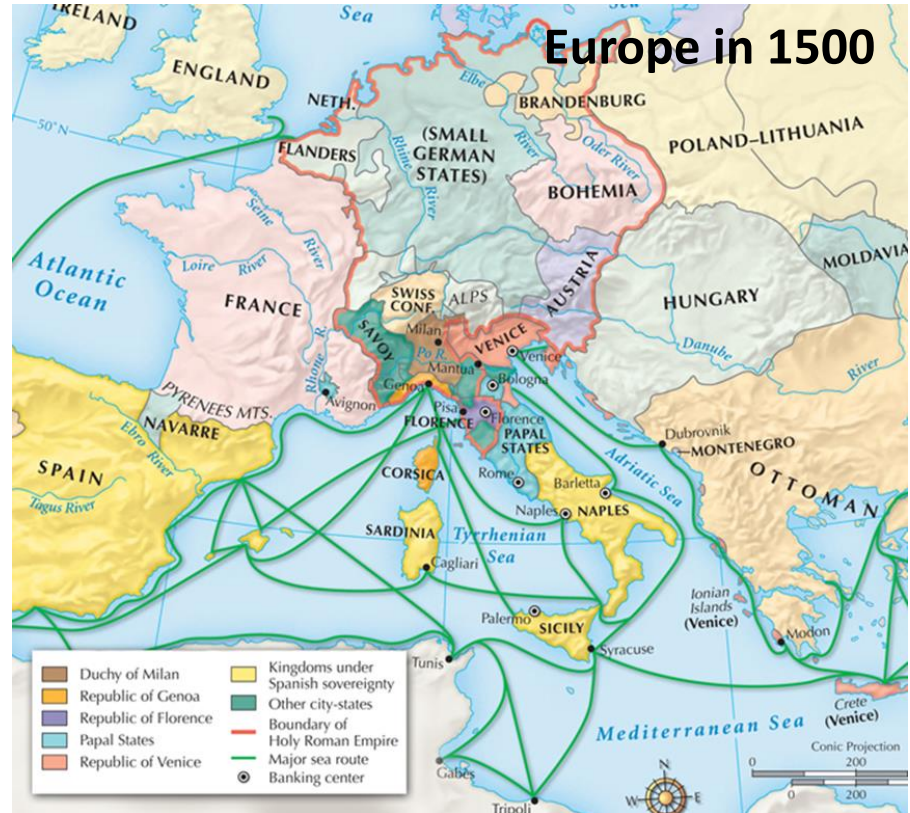 Europe in 1500
IRELAND
Sea
Sea
ENGLAND
NETH.
Elbe
River
BRANDENBURG
50°N
FLANDERS
(SMALL
GERMAN
STATES)
Rhine
River
Oder River
POLAND–LITHUANIA
BOHEMIA
Seine
River
Loire River
Atlantic
Ocean
FRANCE
AUSTRIA
MOLDAVIA
SWISS
CONF.
ALPS
HUNGARY
SAVOY
Milan
VENICE
Venice
Danube
River
Po R.
Mantua
Rhone R.
Genoa
Bologna
Avignon
PYRENEES MTS.
Pisa
Florence
FLORENCE
PAPAL
STATES
Dubrovnik
MONTENEGRO
NAVARRE
Ebro River
SPAIN
Tagus River
CORSICA
Rome
Adriatic Sea
OTTOMAN
Barletta
Naples
NAPLES
SARDINIA
Tyrrhenian
Sea
Cagliari
Ionian
Islands
(Venice)
Palermo
SICILY
Modon
Tunis
Syracuse
Crete
(Venice)
Mediterranean Sea
Gabès
Tripoli
Duchy of Milan
Republic of Genoa
Republic of Florence
Papal States
Republic of Venice
Kingdoms under
Spanish sovereignty
Other city-states
Boundary of
Holy Roman Empire
Major sea route
Banking center
Conic Projection
0 200
0 200
N
W E